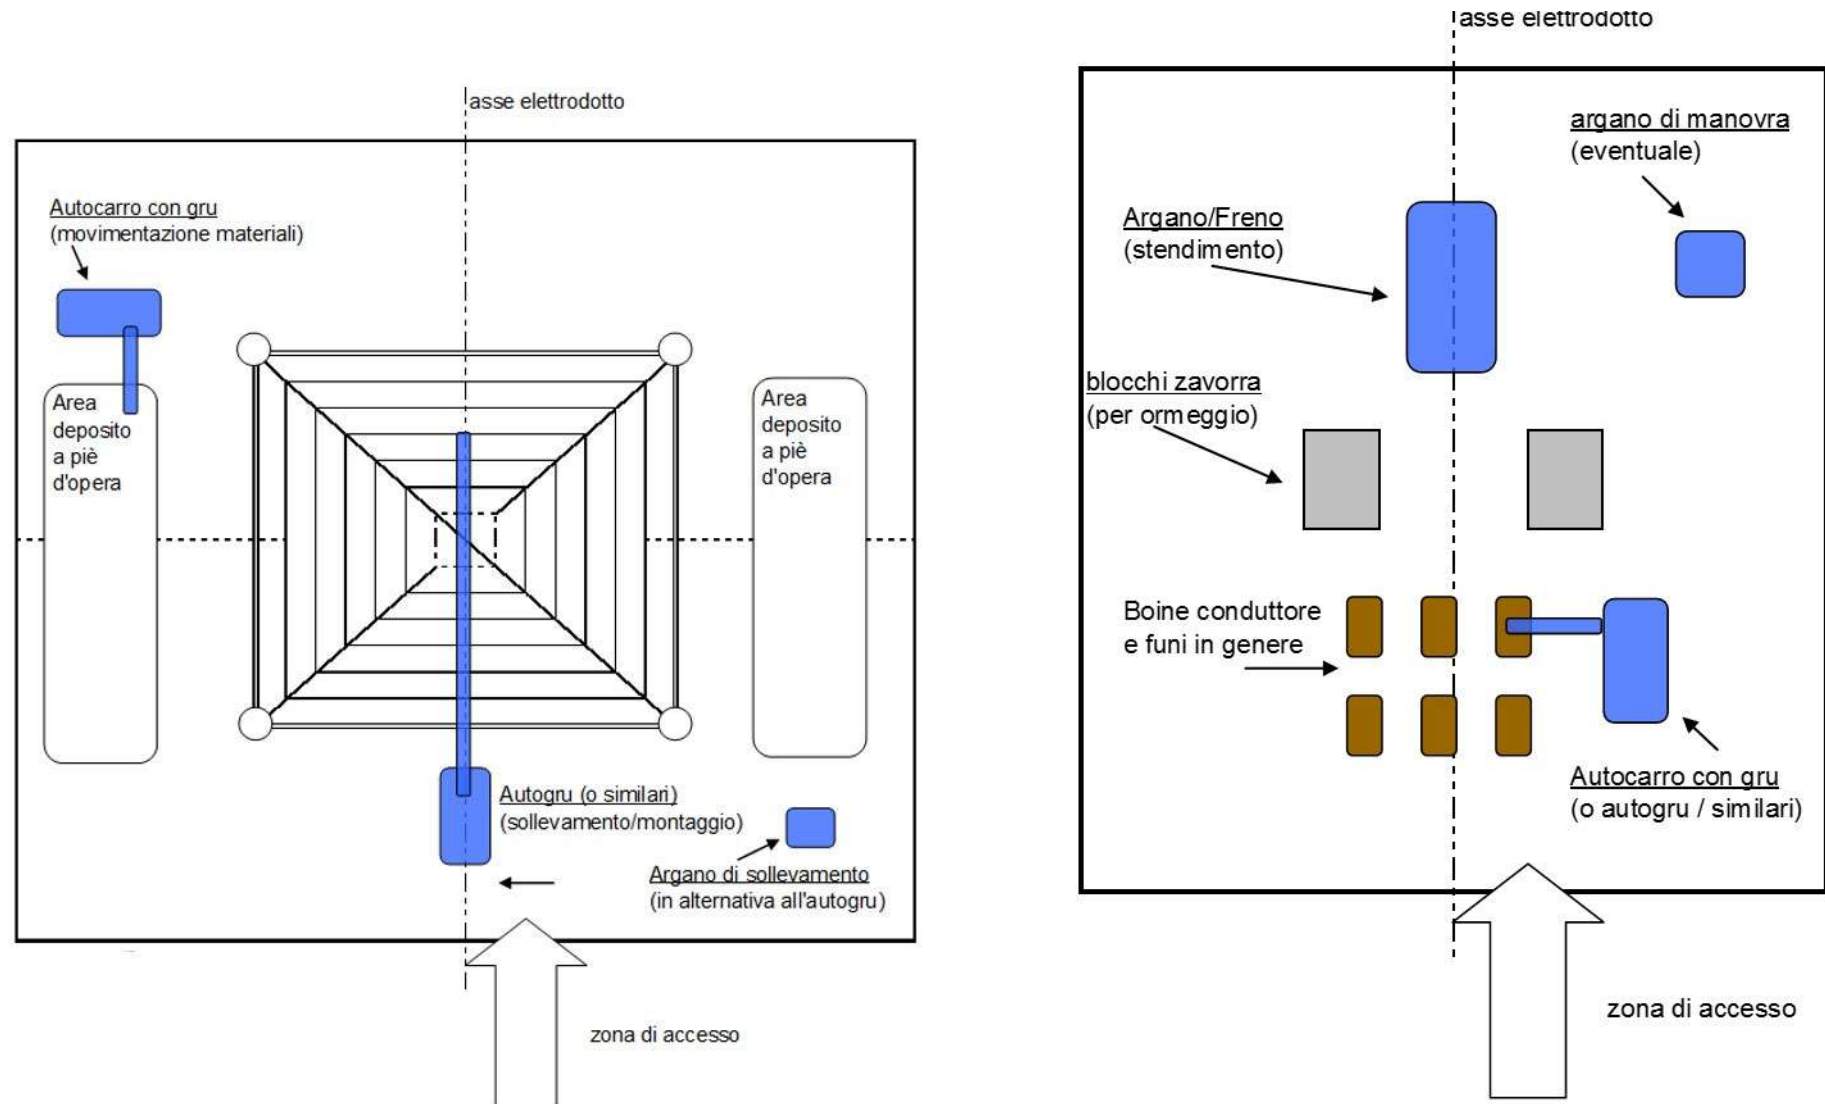 asse elettrodotto
Autocarro con gru
(movimentazione materiali)
Area
deposito
a piè
d'opera
Area
deposito
a piè
d'opera
Autogru (o similari)
(sollevamento/montaggio)
Argano di sollevamento
(in alternativa all'autogru)
zona di accesso
asse elettrodotto
argano di manovra
(eventuale)
Argano/Freno
(stendimento)
blocchi zavorra
(per ormeggio)
Boine conduttore
e funi in genere
Autocarro con gru
(o autogru / similari)
zona di accesso